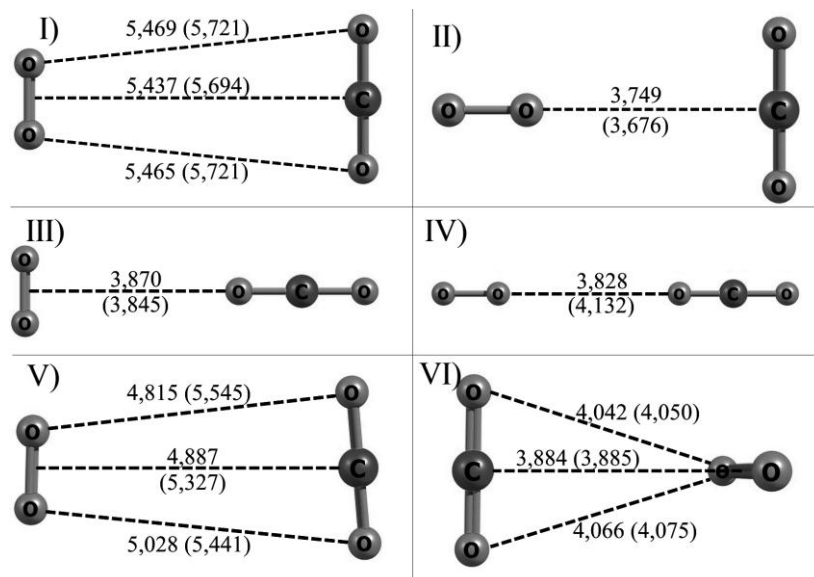 I)
5,469 (5,721)
O
O
5,437 (5,694)
C
O
O
5,465 (5,721)
II)
O
3,749
O O
C
(3,676)
O
III)
O
3,870
O C O
(3,845)
O
IV)
3,828
O O O C O
(4,132)
V)
4,815 (5,545)
O
O
4,887
C
(5,327)
O
5,028 (5,441)
O
VI)
O
4,042 (4,050)
3,884 (3,885)
C
O O
4,066 (4,075)
O